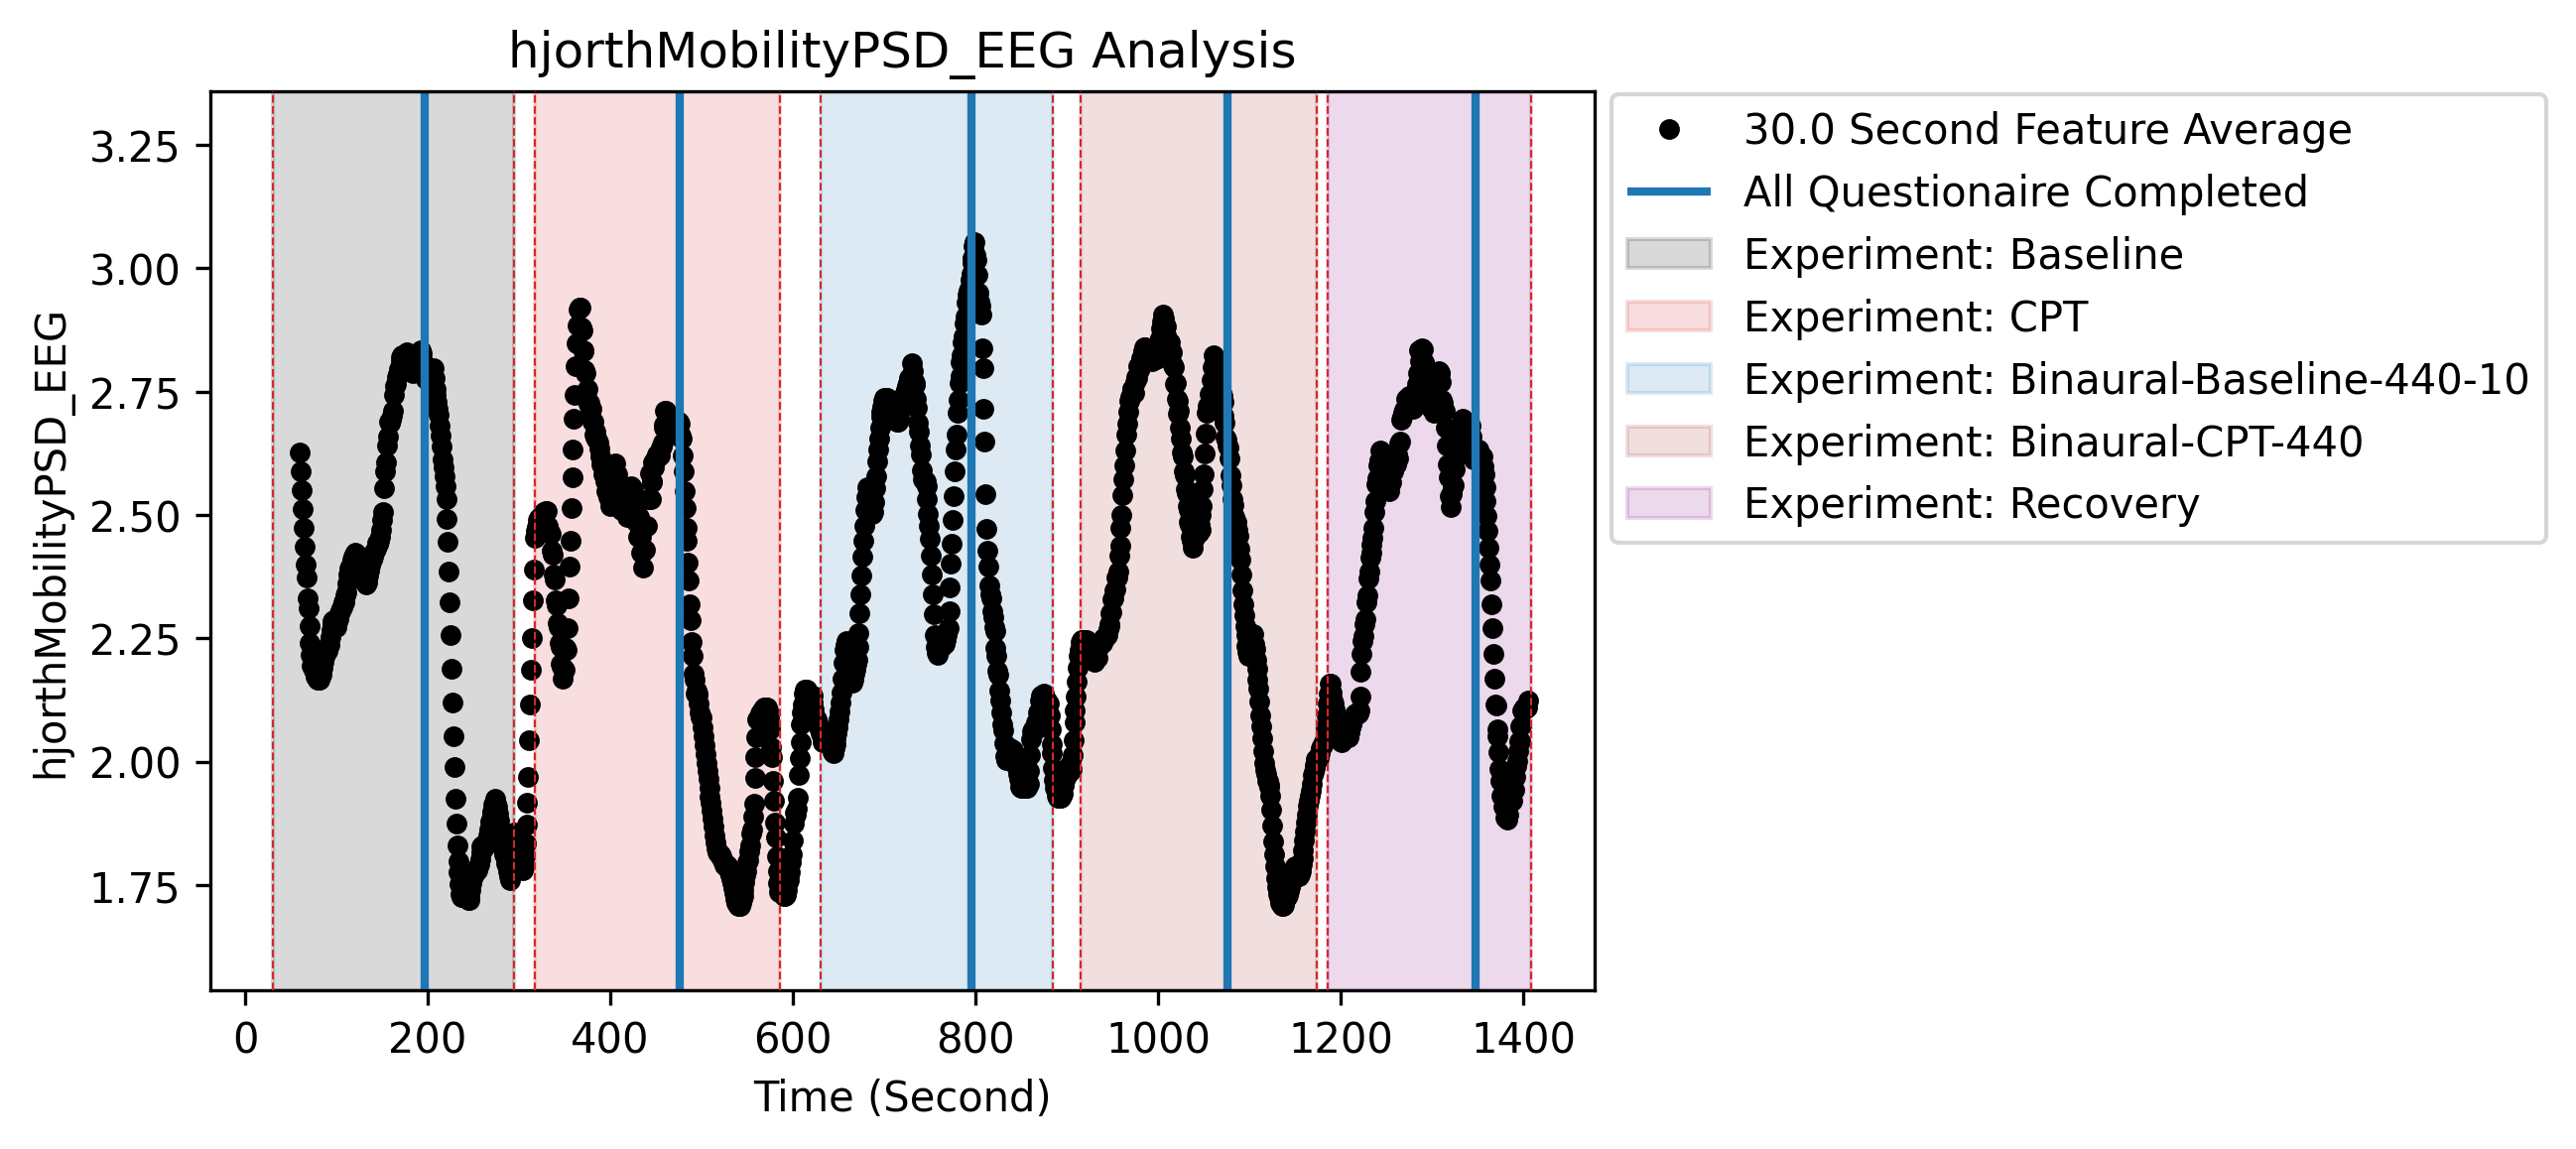 hjorthMobilityPSD_EEG Analysis
hjorthMobilityPSD_EEG
3.25
3.00
2.75
2.50
2.25
2.00
1.75
0 200 400 600 800 1000 1200 1400
Time (Second)
30.0 Second Feature Average
All Questionaire Completed
Experiment: Baseline
Experiment: CPT
Experiment: Binaural-Baseline-440-10
Experiment: Binaural-CPT-440
Experiment: Recovery